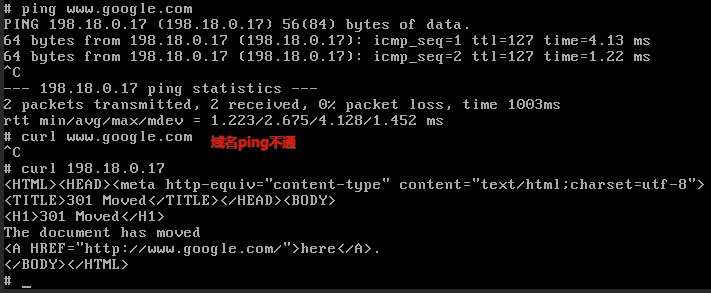 # ping www.google.com
PING 198.18.0.17 (198.18.0.17) 56(84) bytes of data.
64 bytes from 198.18.0.17 (198.18.0.17): icmp_seq=1 ttl=127 time=4.13 ms
64 bytes from 198.18.0.17 (198.18.0.17): icmp_seq=2 ttl=127 time=1.22 ms
^C
--- 198.18.0.17 ping statistics ---
2 packets transmitted, 2 received, 0% packet loss, time 1003ms
rtt min/avg/max/mdev = 1.223/2.675/4.128/1.452 ms
# curl www.google.com
域名ping不通
^C
# curl 198.18.0.17
<HTML><HEAD><meta http-equiv="content-type" content="text/html;charset=utf-8">
<TITLE>301 Moved</TITLE></HEAD><BODY>
<H1>301 Moved</H1>
The document has moved
<A HREF="http://www.google.com/">here</A>.
</BODY></HTML>
# _